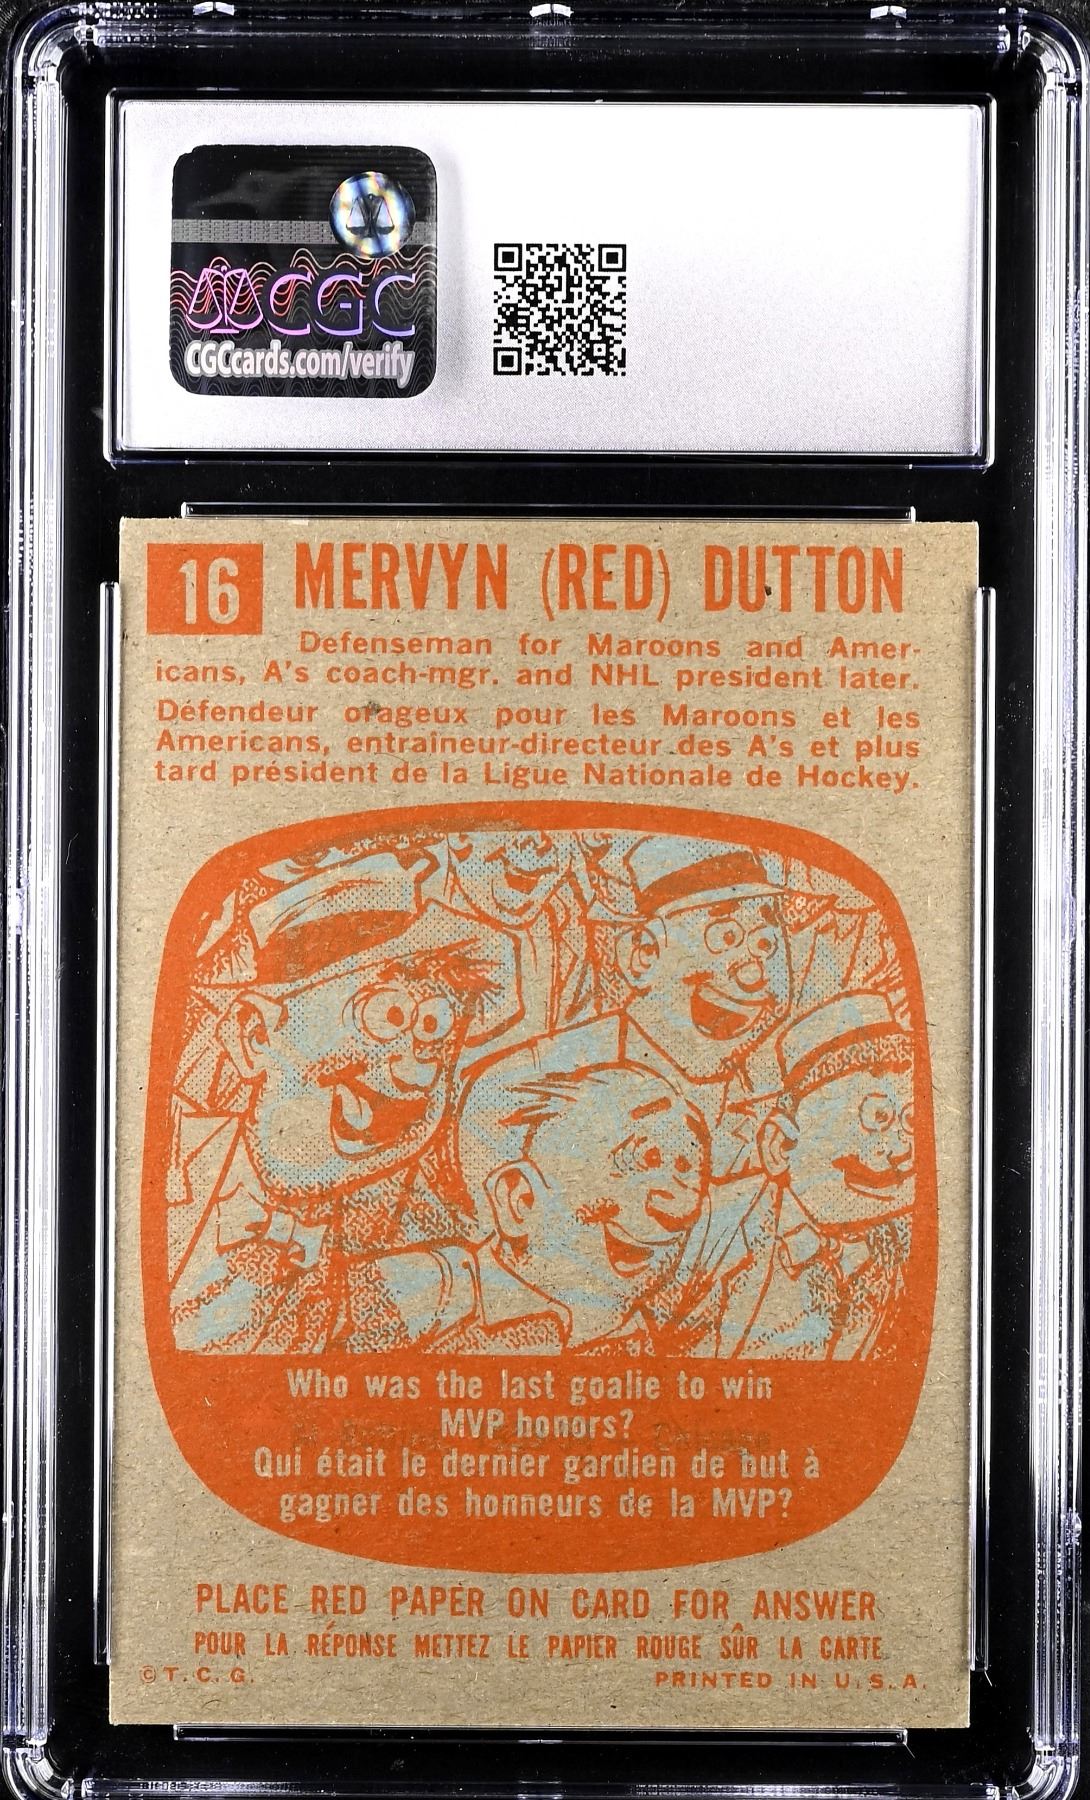 CGC
CGCcards.com/verify
16
MERVYN (RED) DUTTON
Defenseman for Maroons and Amer-
icans, A's coach-mgr. and NHL president later.
Défendeur orageux pour les Maroons et les
Americans, entraîneur-directeur des A's et plus
tard président de la Ligue Nationale de Hockey.
Who was the last goalie to win
MVP honors?
Qui était le dernier gardien de but à
gagner des honneurs de la MVP?
PLACE RED PAPER ON CARD FOR ANSWER
POUR LA RÉPONSE METTEZ LE PAPIER ROUGE SÛR LA CARTE
© T. C. G.
PRINTED IN U. S. A.